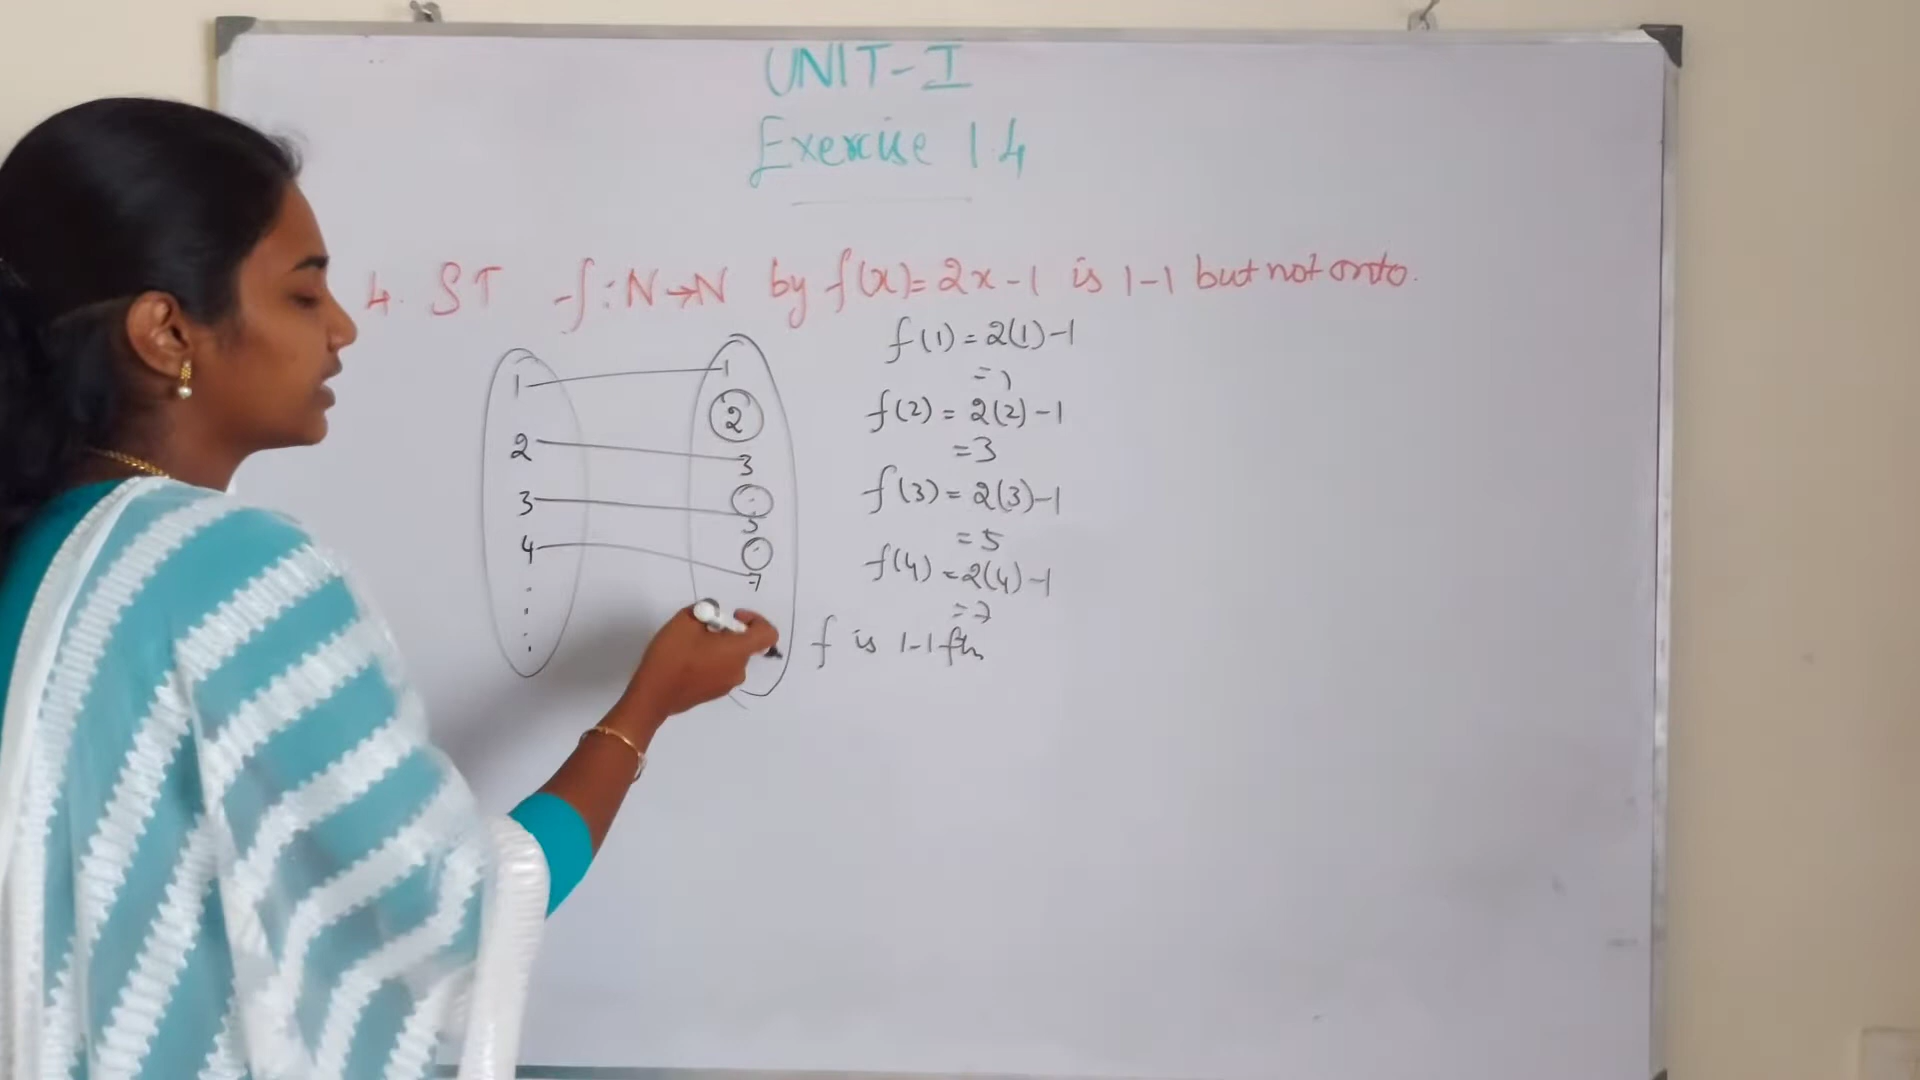 UNIT-I
Exercise 1.4
4. ST f:N→N by f(x)=2x-1 is 1-1 but not onto.
f(1)=2(1)-1
=1
f(2)=2(2)-1
=3
f(3)=2(3)-1
=5
f(4)=2(4)-1
=7
f is 1-1 fn
1 1
2
2 3
3 5
4 7